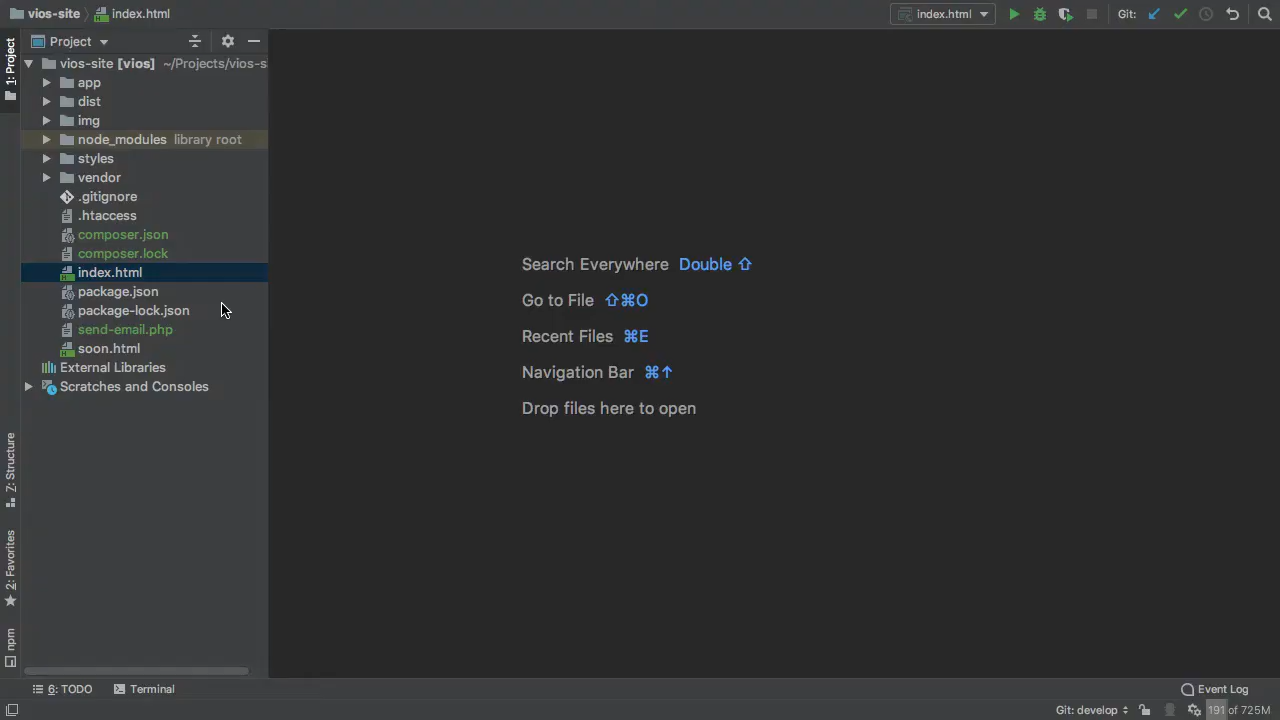 vios-site index.html index.html Git:
1: Project
Project
vios-site [vios] ~/Projects/vios-s
app
dist
img
node_modules library root
styles
vendor
.gitignore
.htaccess
composer.json
composer.lock
index.html
package.json
package-lock.json
send-email.php
soon.html
External Libraries
Scratches and Consoles
Search Everywhere Double ⇧
Go to File ⇧⌘O
Recent Files ⌘E
Navigation Bar ⌘↑
Drop files here to open
Z: Structure
2: Favorites
npm
6: TODO Terminal Event Log
Git: develop 191 of 725M